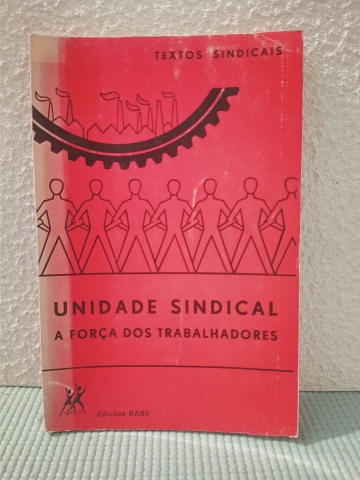 TEXTOS SINDICAIS
UNIDADE SINDICAL
A FORÇA DOS TRABALHADORES
Edições BASE